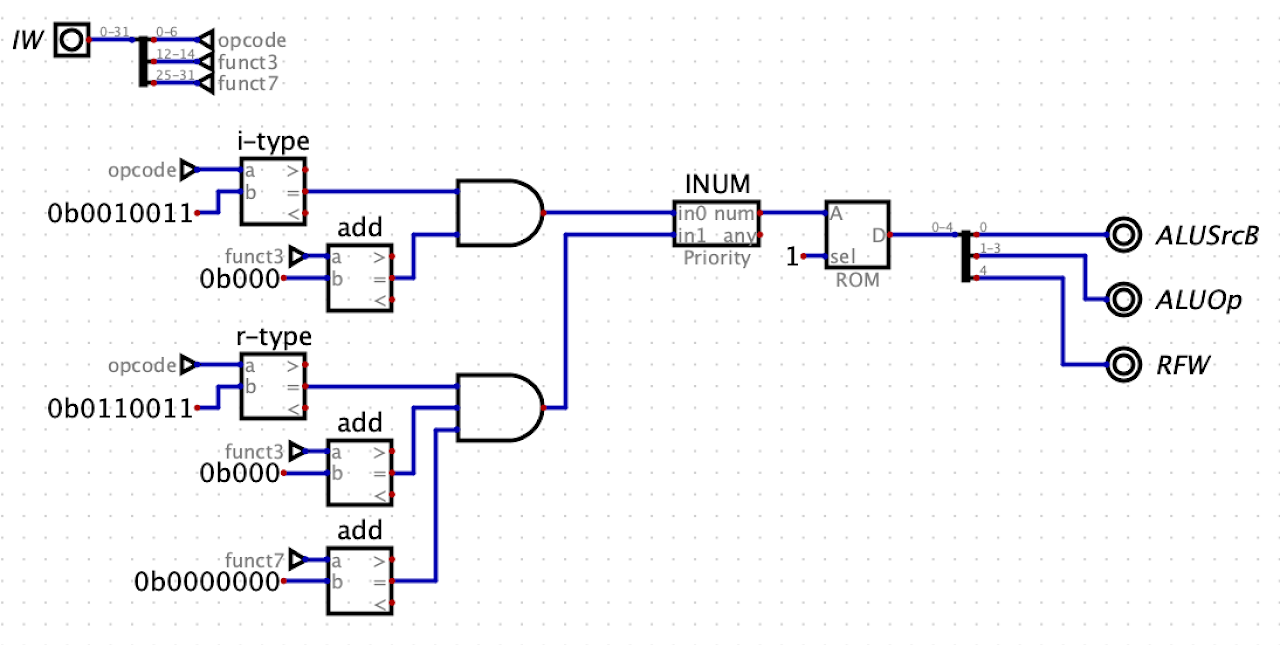 IW 0-31 0-6 opcode
12-14 funct3
25-31 funct7
i-type
opcode a >
b =
0b0010011 <
add
funct3 a >
0b000 b =
<
INUM
in0 num
in1 any
Priority
A
D
1 sel
ROM
0-4 0 ALUSrcB
1-3 ALUOp
4 RFW
r-type
opcode a >
b =
0b0110011 <
add
funct3 a >
0b000 b =
<
add
funct7 a >
0b0000000 b =
<